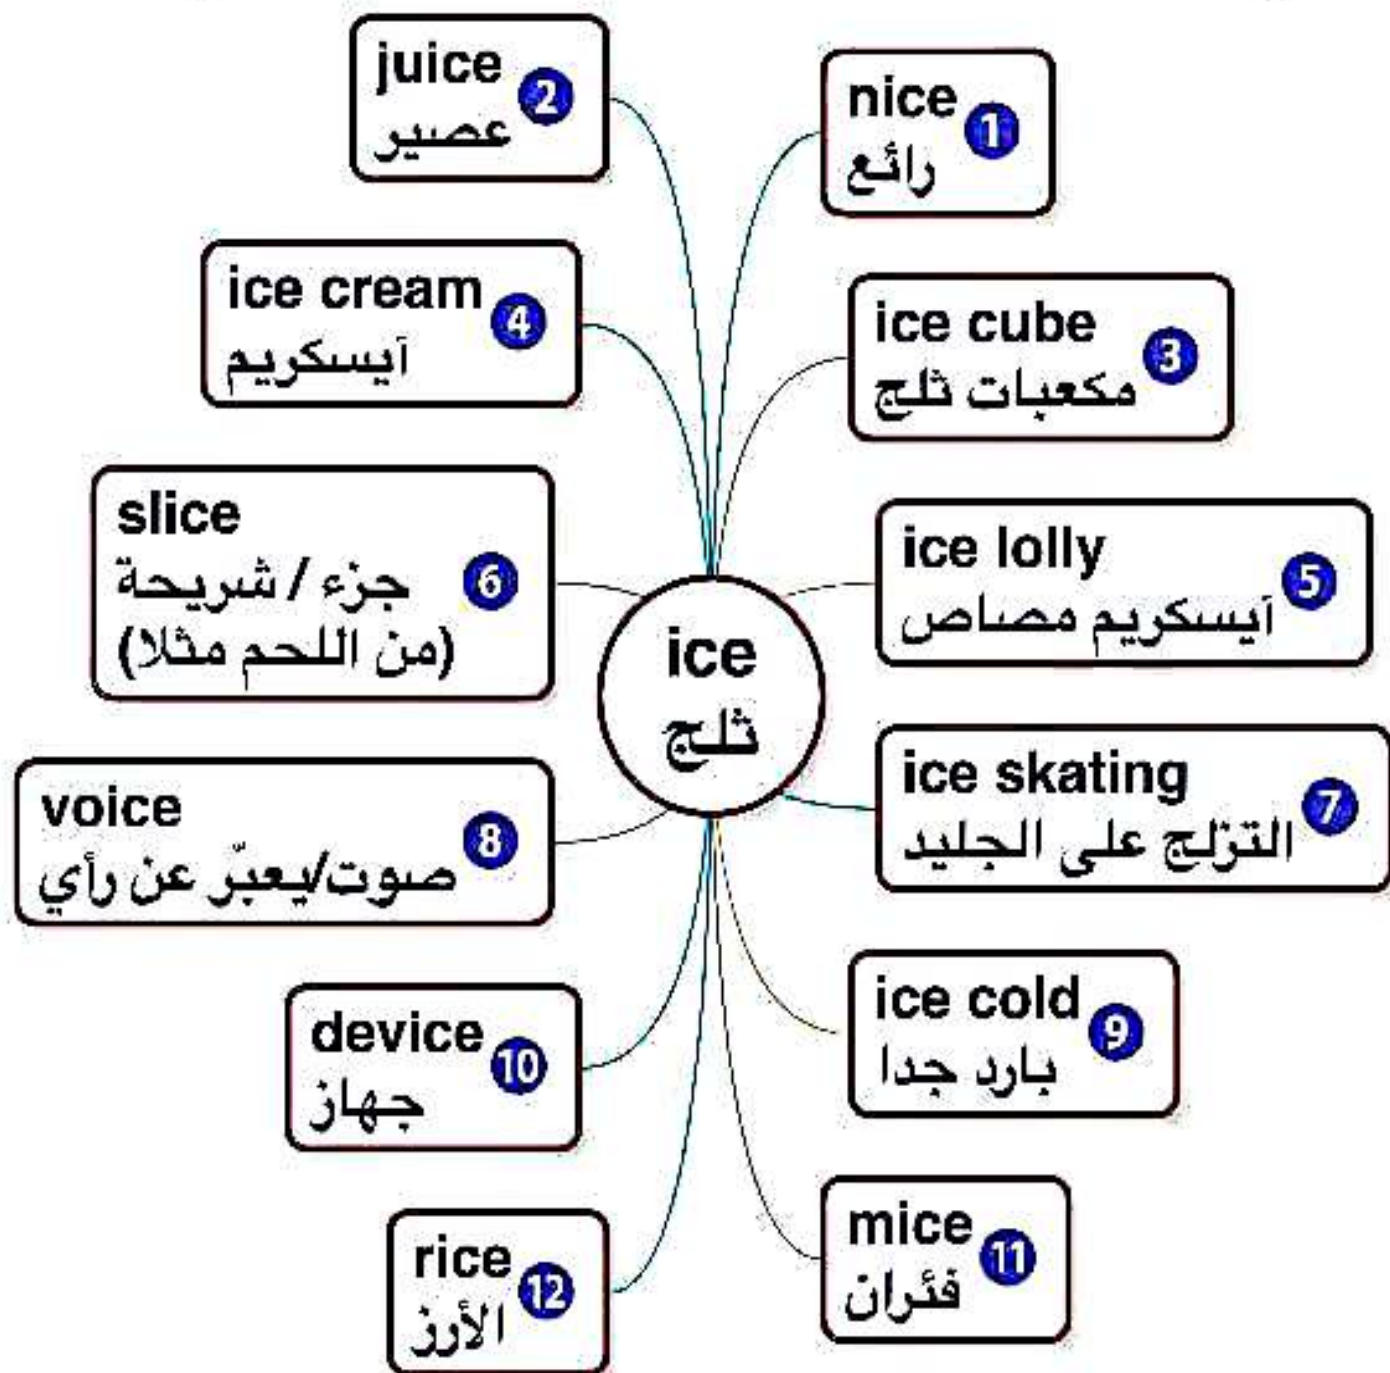 ice
ثلج
nice
رائع
1
juice
عصير
2
ice cube
مكعبات ثلج
3
ice cream
آيسكريم
4
ice lolly
آيسكريم مصاص
5
slice
جزء / شريحة
(من اللحم مثلا)
6
ice skating
التزلج على الجليد
7
voice
صوت/يعبّر عن رأي
8
ice cold
بارد جدا
9
device
جهاز
10
mice
فئران
11
rice
الأرز
12